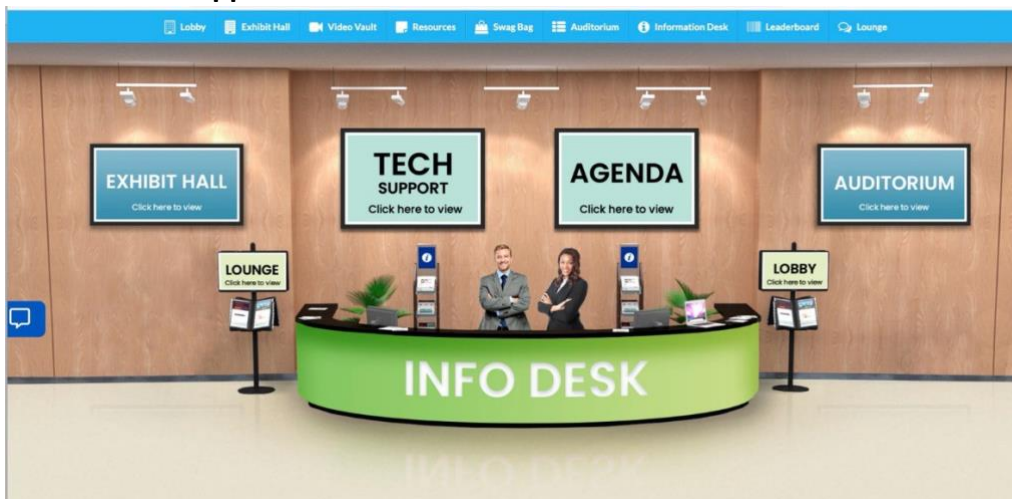 Lobby Exhibit Hall Video Vault Resources Swag Bag Auditorium Information Desk Leaderboard Lounge
EXHIBIT HALL
Click here to view
TECH
SUPPORT
Click here to view
AGENDA
Click here to view
AUDITORIUM
Click here to view
LOUNGE
Click here to view
LOBBY
Click here to view
INFO DESK